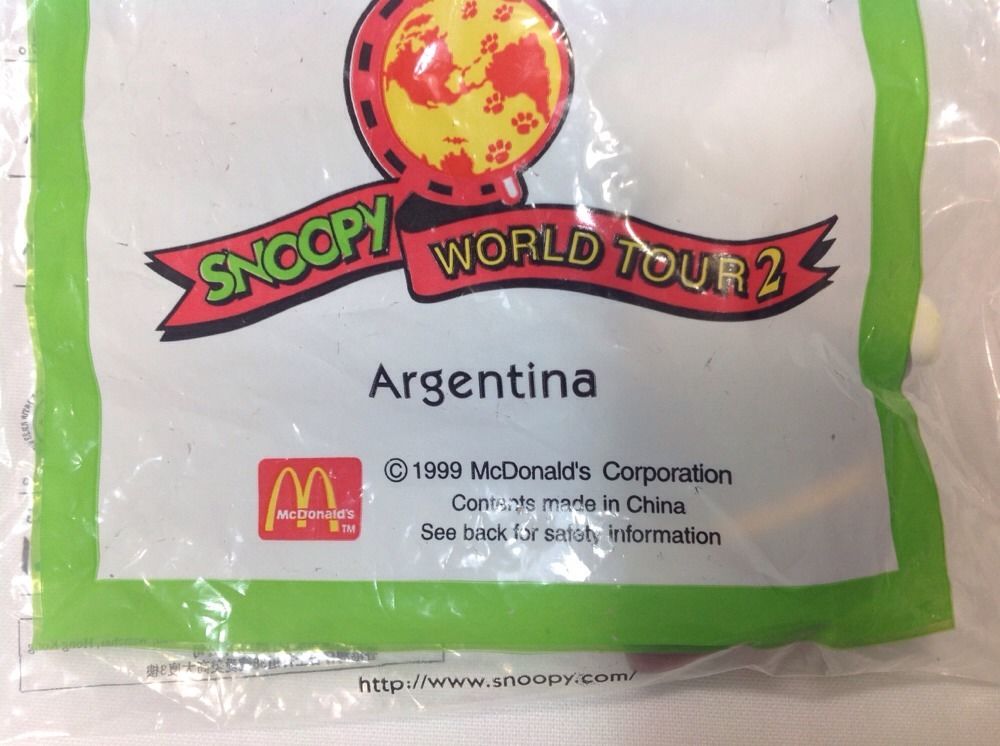 SNOOPY WORLD TOUR 2
Argentina
McDonald's TM
© 1999 McDonald's Corporation
Contents made in China
See back for safety information
http://www.snoopy.com/